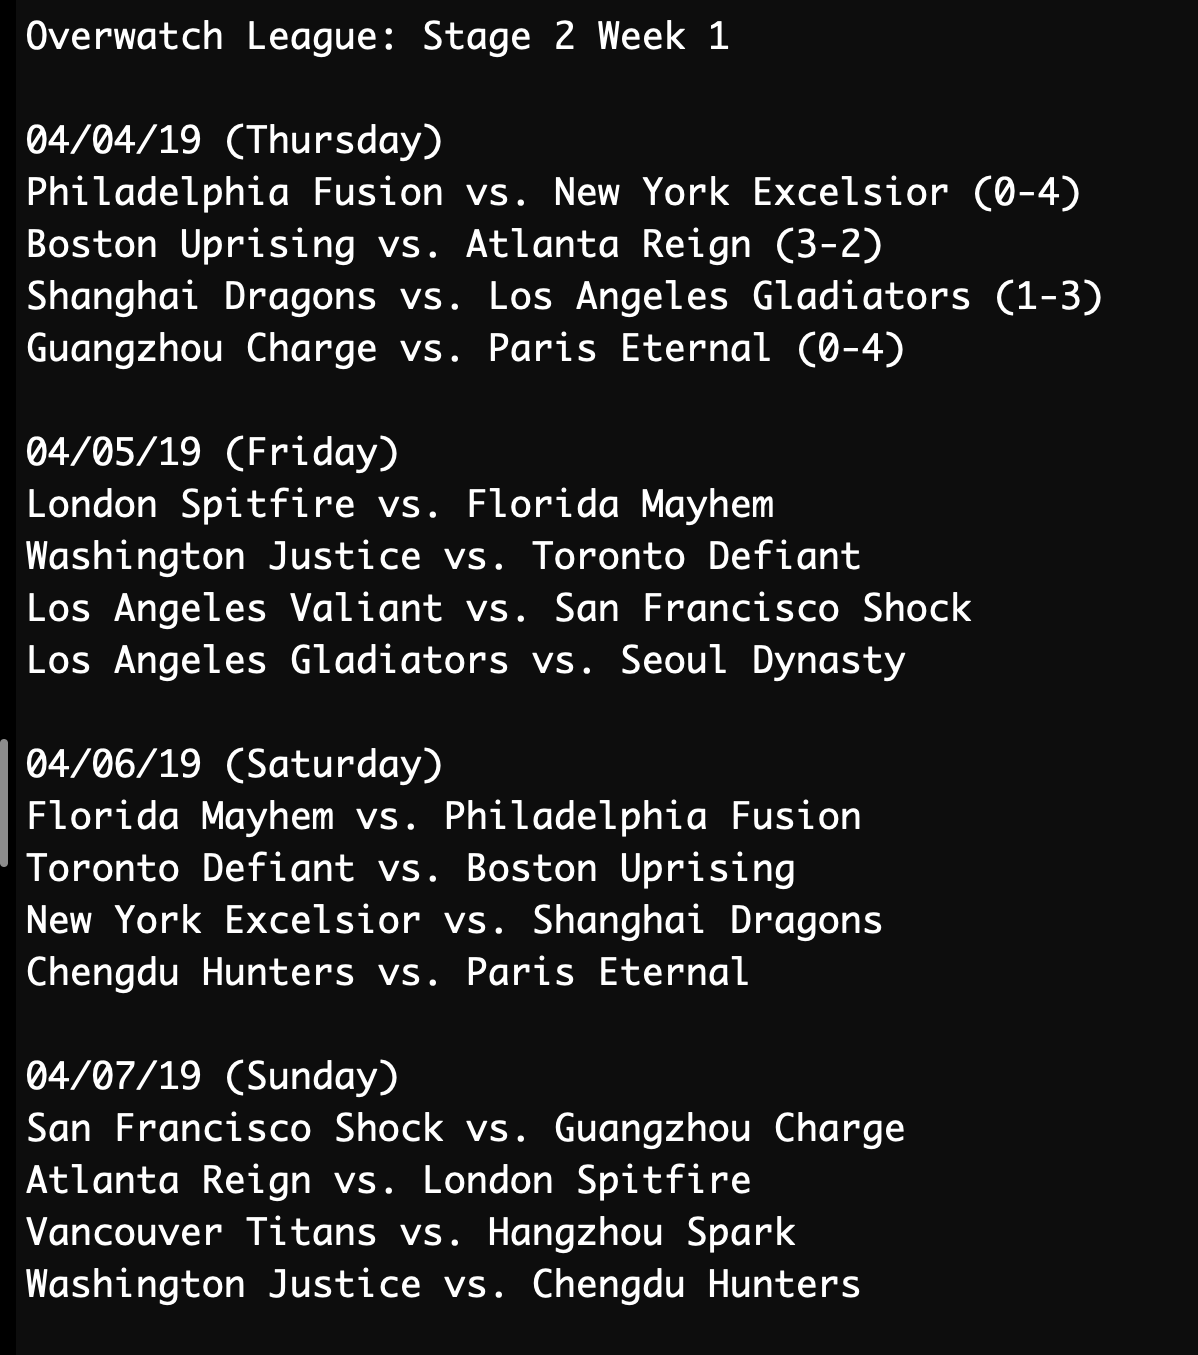 Overwatch League: Stage 2 Week 1
04/04/19 (Thursday)
Philadelphia Fusion vs. New York Excelsior (0-4)
Boston Uprising vs. Atlanta Reign (3-2)
Shanghai Dragons vs. Los Angeles Gladiators (1-3)
Guangzhou Charge vs. Paris Eternal (0-4)
04/05/19 (Friday)
London Spitfire vs. Florida Mayhem
Washington Justice vs. Toronto Defiant
Los Angeles Valiant vs. San Francisco Shock
Los Angeles Gladiators vs. Seoul Dynasty
04/06/19 (Saturday)
Florida Mayhem vs. Philadelphia Fusion
Toronto Defiant vs. Boston Uprising
New York Excelsior vs. Shanghai Dragons
Chengdu Hunters vs. Paris Eternal
04/07/19 (Sunday)
San Francisco Shock vs. Guangzhou Charge
Atlanta Reign vs. London Spitfire
Vancouver Titans vs. Hangzhou Spark
Washington Justice vs. Chengdu Hunters